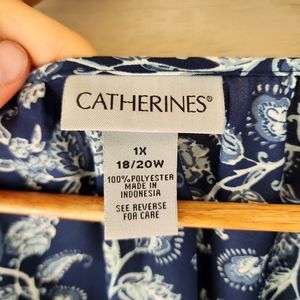 CATHERINES®
1X
18/20W
100% POLYESTER
MADE IN
INDONESIA
SEE REVERSE
FOR CARE